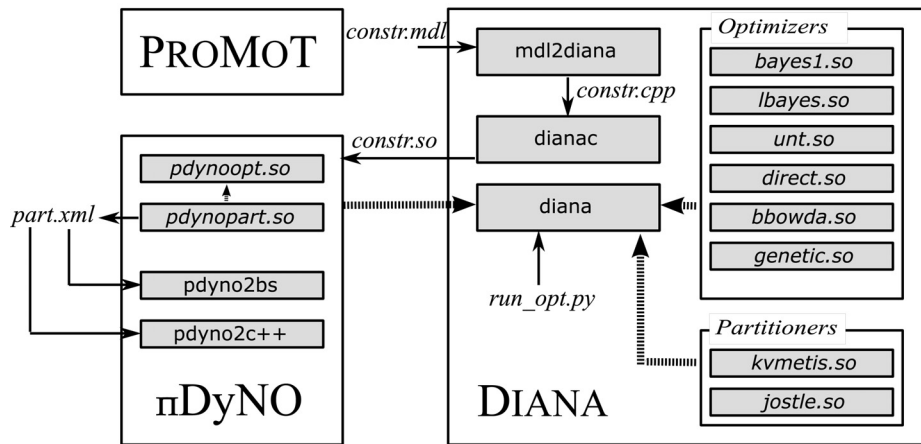 PROMOT
constr.mdl
mdl2diana
constr.cpp
dianac
constr.so
diana
run_opt.py
DIANA
Optimizers
bayes1.so
lbayes.so
unt.so
direct.so
bbowda.so
genetic.so
Partitioners
kvmetis.so
jostle.so
pdynoopt.so
pdynopart.so
part.xml
pdyno2bs
pdyno2c++
πDyNO